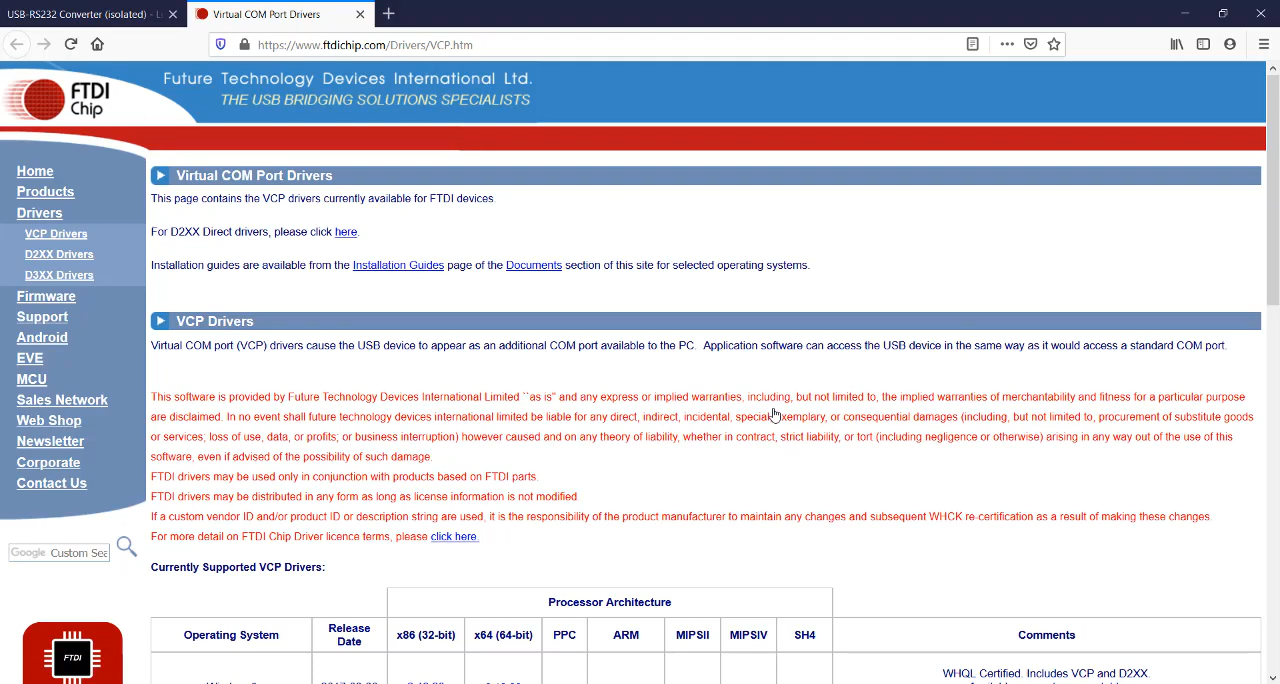 USB-RS232 Converter (isolated) - L
Virtual COM Port Drivers
https://www.ftdichip.com/Drivers/VCP.htm
FTDI
Chip
Future Technology Devices International Ltd.
THE USB BRIDGING SOLUTIONS SPECIALISTS
Home
Products
Drivers
VCP Drivers
D2XX Drivers
D3XX Drivers
Firmware
Support
Android
EVE
MCU
Sales Network
Web Shop
Newsletter
Corporate
Contact Us
Google Custom Sea
FTDI
Virtual COM Port Drivers
This page contains the VCP drivers currently available for FTDI devices.
For D2XX Direct drivers, please click here.
Installation guides are available from the Installation Guides page of the Documents section of this site for selected operating systems.
VCP Drivers
Virtual COM port (VCP) drivers cause the USB device to appear as an additional COM port available to the PC. Application software can access the USB device in the same way as it would access a standard COM port.
This software is provided by Future Technology Devices International Limited ``as is'' and any express or implied warranties, including, but not limited to, the implied warranties of merchantability and fitness for a particular purpose
are disclaimed. In no event shall future technology devices international limited be liable for any direct, indirect, incidental, special, exemplary, or consequential damages (including, but not limited to, procurement of substitute goods
or services; loss of use, data, or profits; or business interruption) however caused and on any theory of liability, whether in contract, strict liability, or tort (including negligence or otherwise) arising in any way out of the use of this
software, even if advised of the possibility of such damage.
FTDI drivers may be used only in conjunction with products based on FTDI parts.
FTDI drivers may be distributed in any form as long as license information is not modified
If a custom vendor ID and/or product ID or description string are used, it is the responsibility of the product manufacturer to maintain any changes and subsequent WHCK re-certification as a result of making these changes.
For more detail on FTDI Chip Driver licence terms, please click here.
Currently Supported VCP Drivers:
Processor Architecture
Operating System Release Date x86 (32-bit) x64 (64-bit) PPC ARM MIPSII MIPSIV SH4 Comments
WHQL Certified. Includes VCP and D2XX.